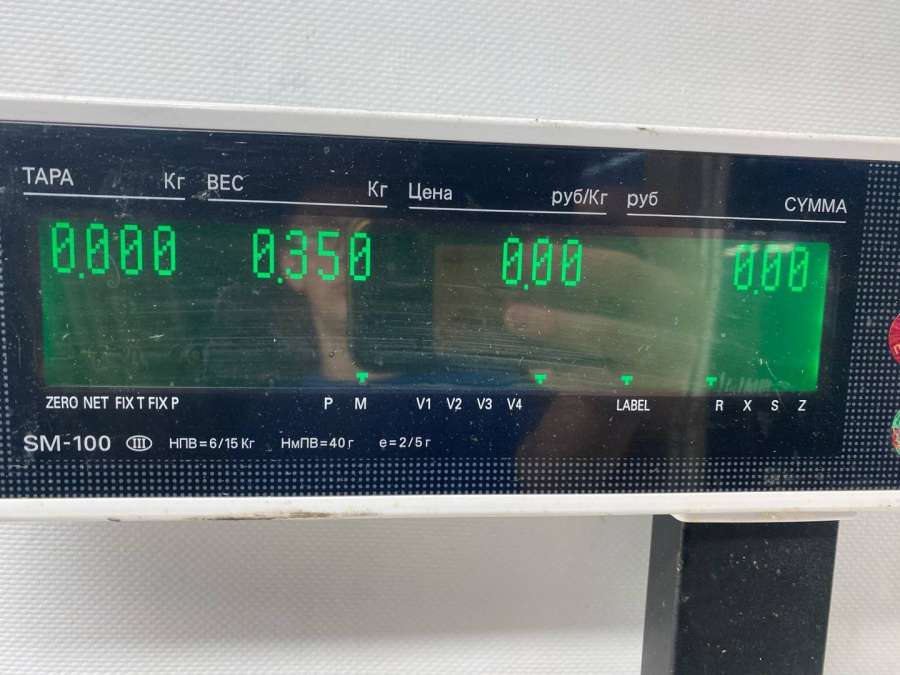 ТАРА Кг ВЕС Кг Цена руб/Кг руб СУММА
0.000 0.350 0.00 0.00
ZERO NET FIX T FIX P P M V1 V2 V3 V4 LABEL R X S Z
SM-100 III НПВ=6/15 Кг НмПВ=40 г е=2/5 г